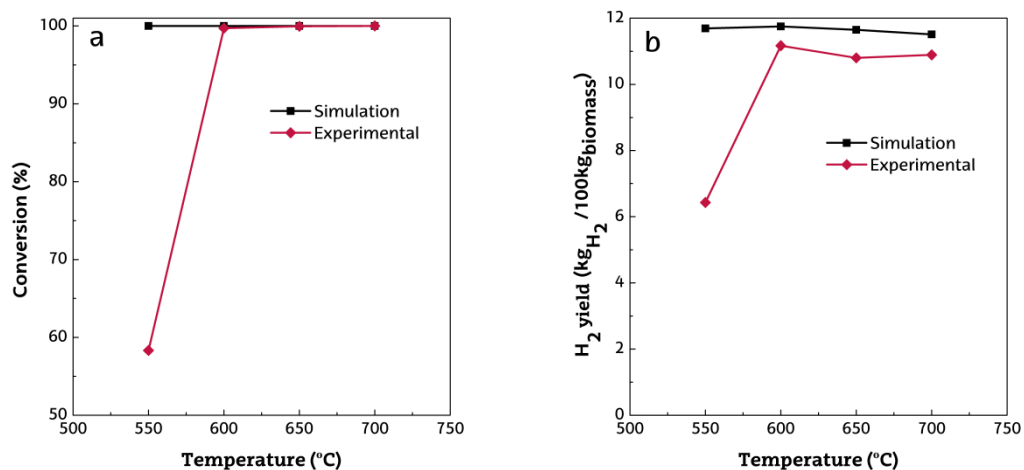 a
100
90
80
70
60
50
Conversion (%)
Simulation
Experimental
500 550 600 650 700 750
Temperature (°C)
b
12
10
8
6
4
2
0
H2 yield (kgH2 /100kgbiomass)
Simulation
Experimental
500 550 600 650 700 750
Temperature (°C)